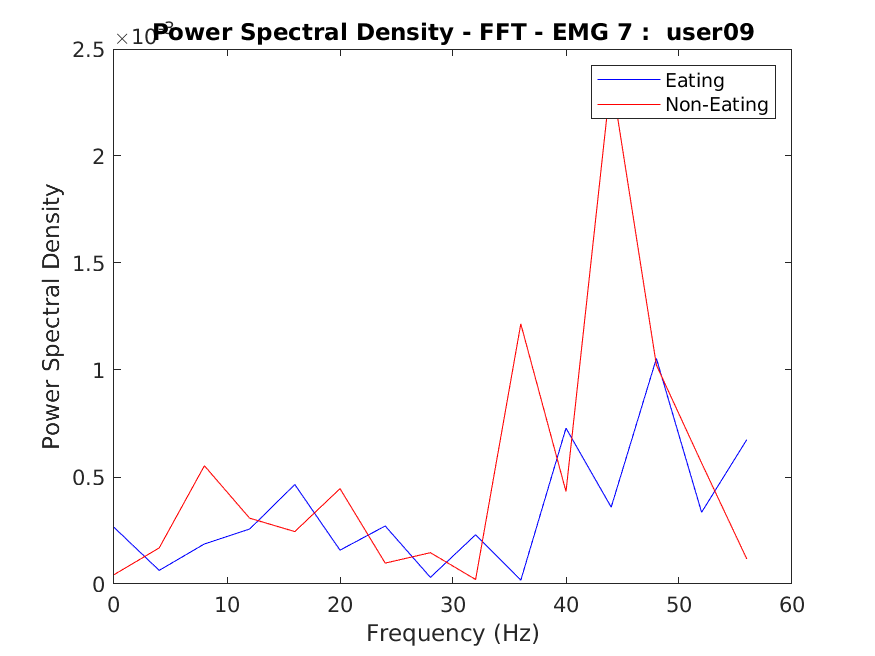 Power Spectral Density - FFT - EMG 7 : user09
×10
2.5
2
1.5
1
0.5
0
0 10 20 30 40 50 60
Power Spectral Density
Frequency (Hz)
Eating
Non-Eating